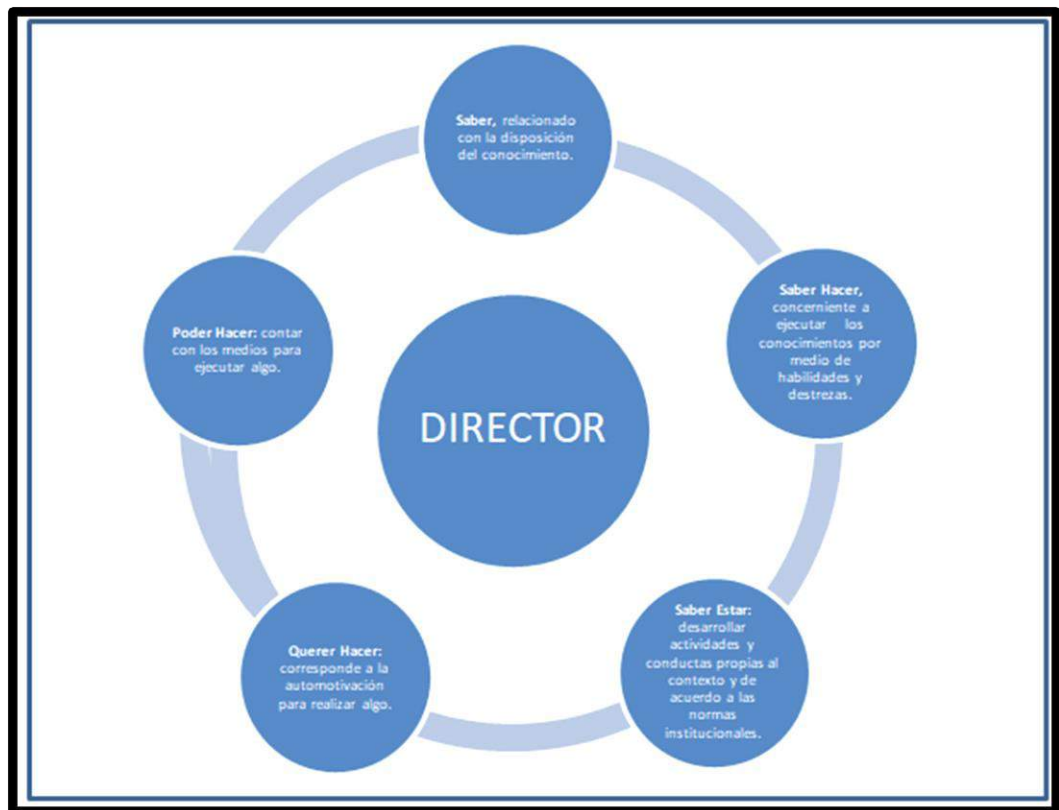 Saber, relacionado
con la disposición
del conocimiento.
Saber Hacer,
concerniente a
ejecutar los
conocimientos por
medio de
habilidades y
destrezas.
Saber Estar:
desarrollar
actividades y
conductas propias al
contexto y de
acuerdo a las
normas
institucionales.
Querer Hacer:
corresponde a la
automotivación
para realizar algo.
Poder Hacer: contar
con los medios para
ejecutar algo.
DIRECTOR